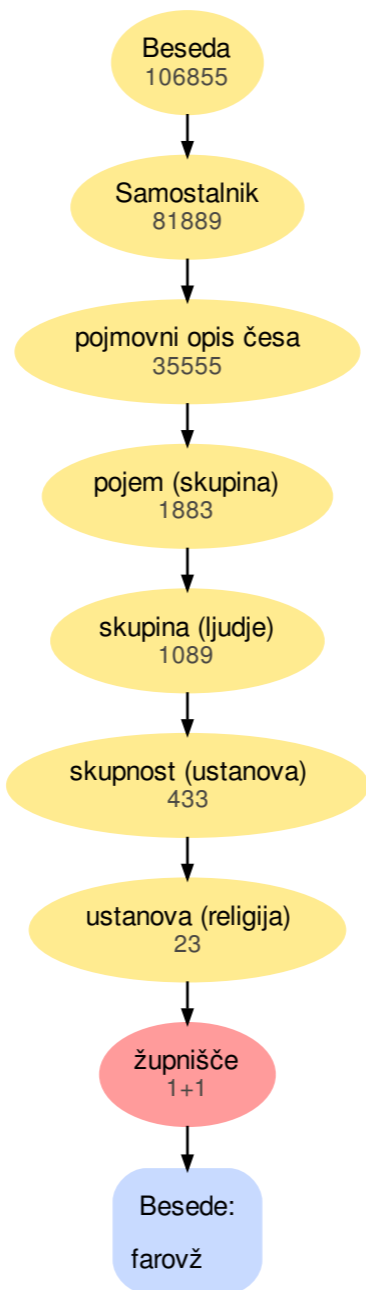 Beseda
106855
Samostalnik
81889
pojmovni opis česa
35555
pojem (skupina)
1883
skupina (ljudje)
1089
skupnost (ustanova)
433
ustanova (religija)
23
župnišče
1+1
Besede:
farovž